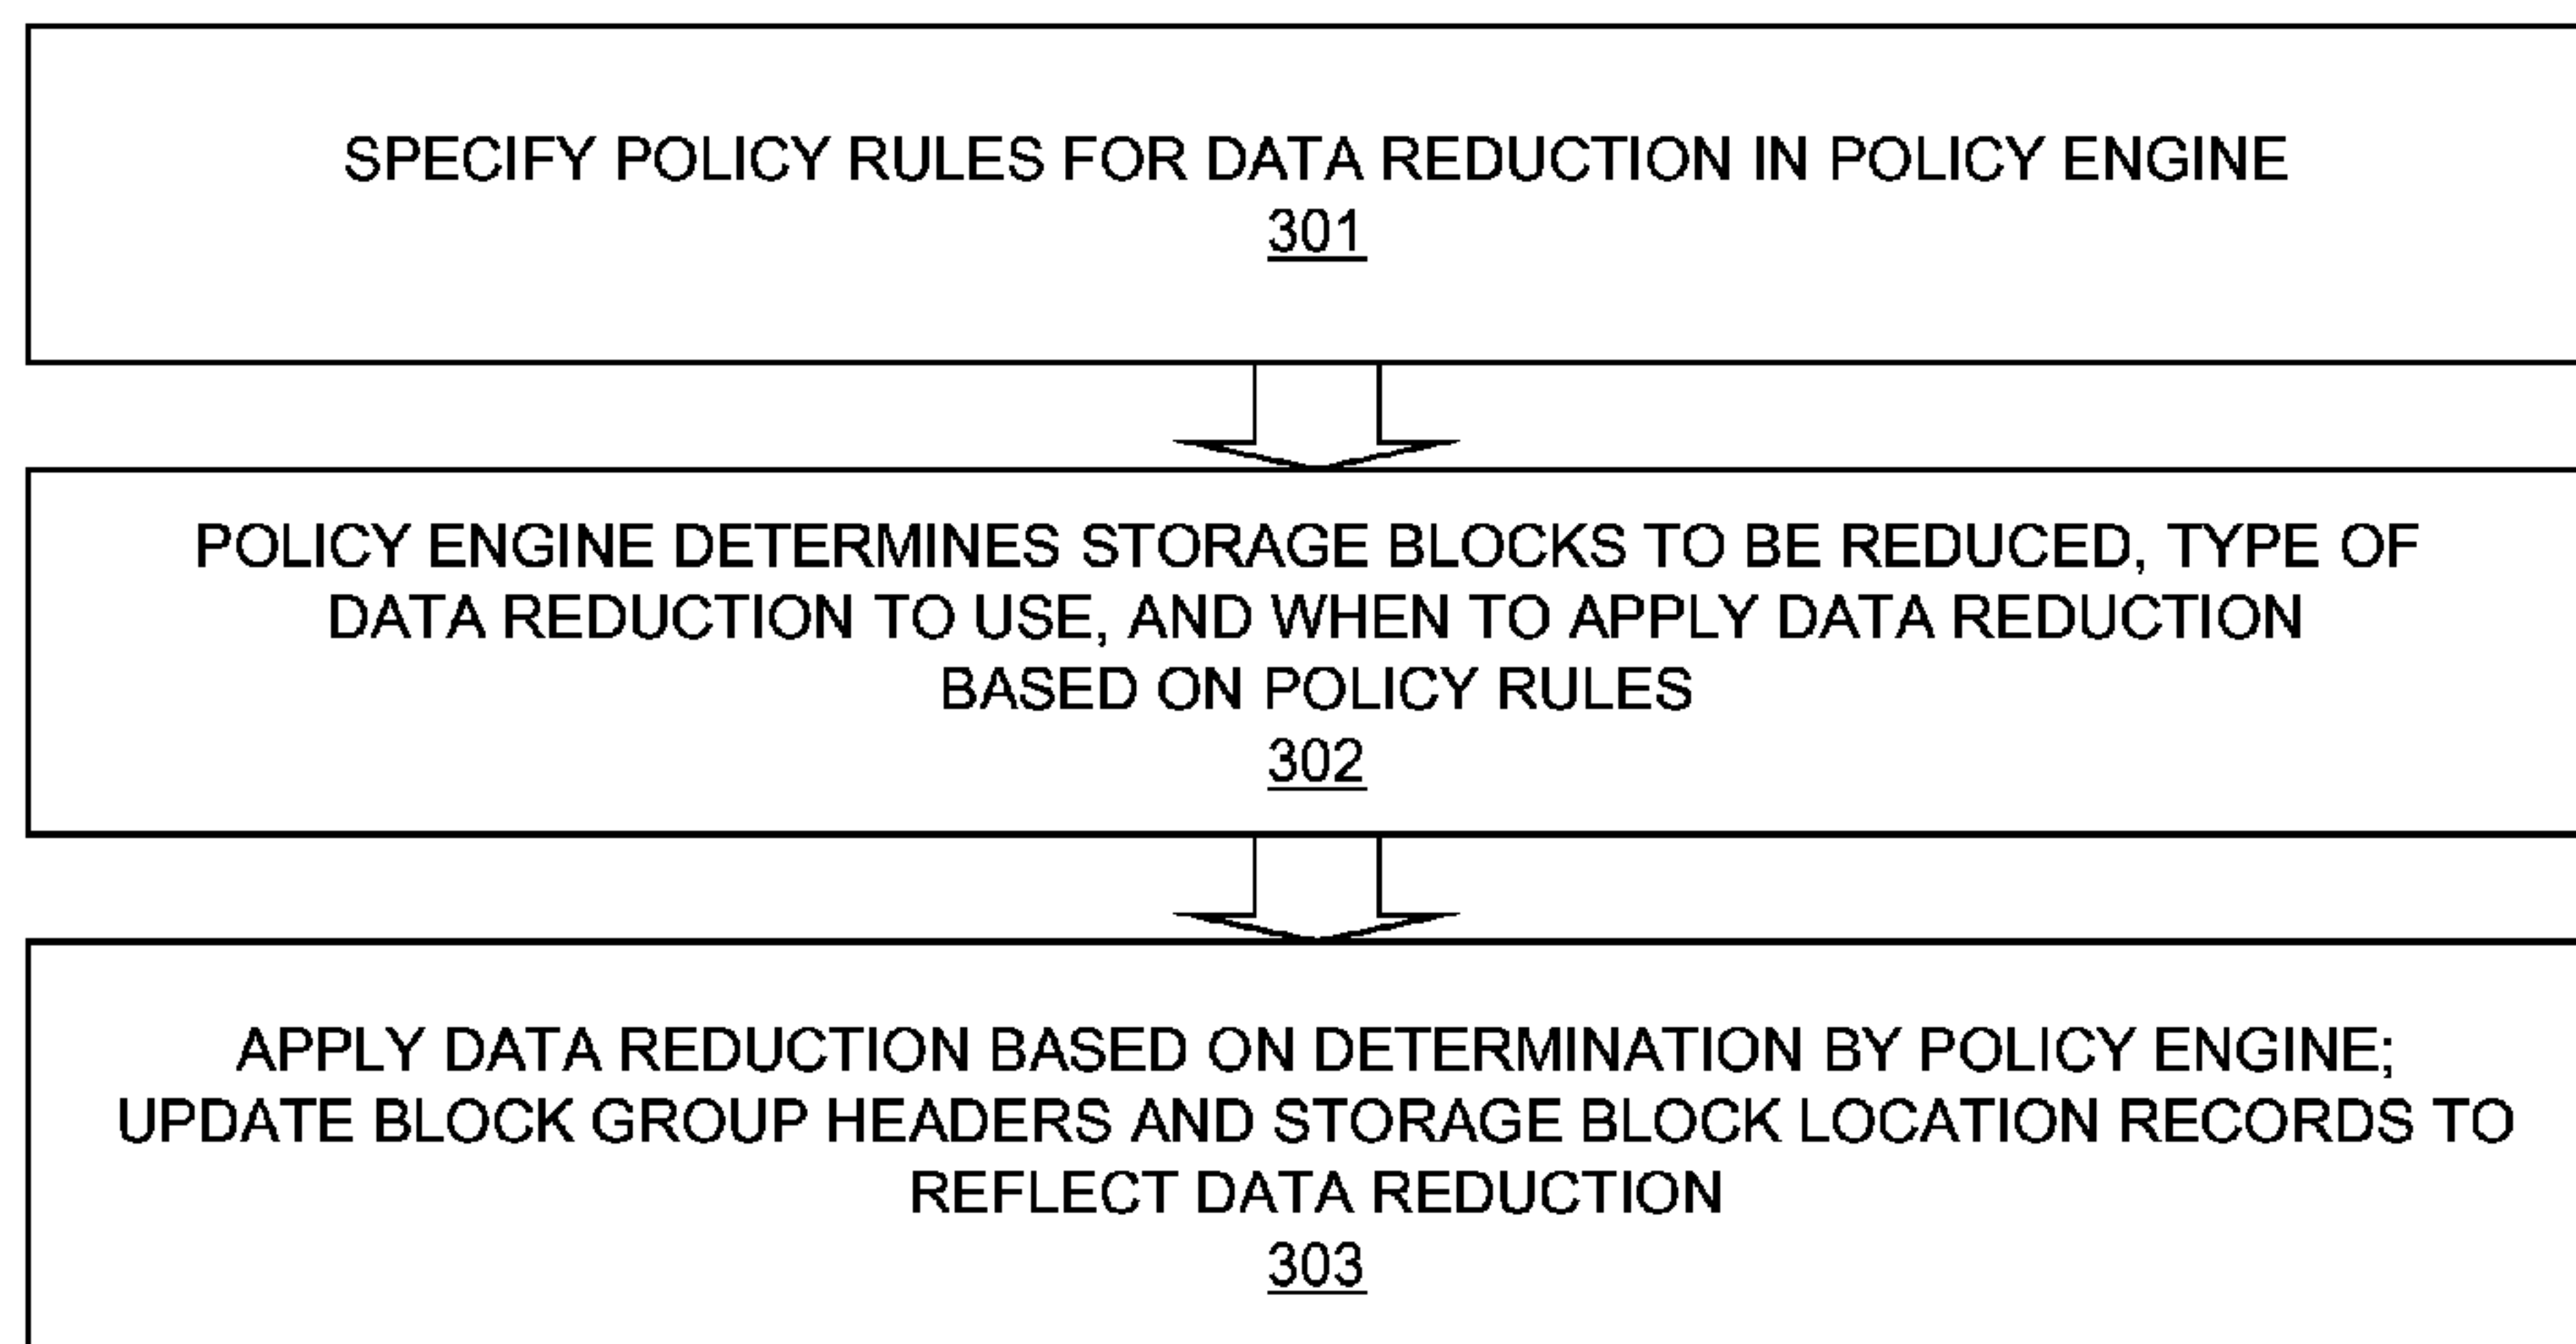 SPECIFY POLICY RULES FOR DATA REDUCTION IN POLICY ENGINE
301
POLICY ENGINE DETERMINES STORAGE BLOCKS TO BE REDUCED, TYPE OF
DATA REDUCTION TO USE, AND WHEN TO APPLY DATA REDUCTION
BASED ON POLICY RULES
302
APPLY DATA REDUCTION BASED ON DETERMINATION BY POLICY ENGINE;
UPDATE BLOCK GROUP HEADERS AND STORAGE BLOCK LOCATION RECORDS TO
REFLECT DATA REDUCTION
303